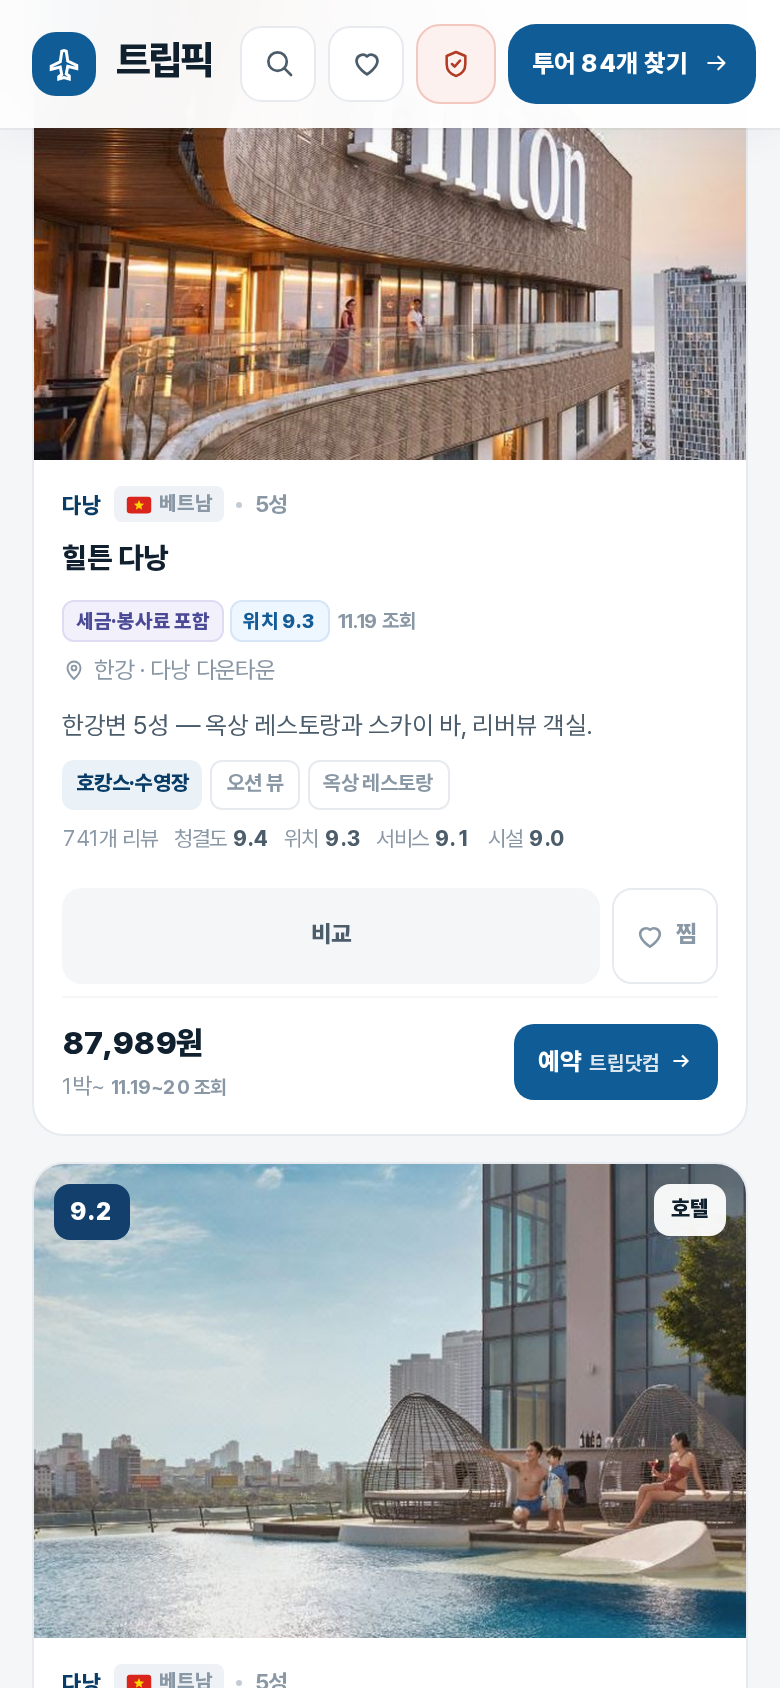 트립픽
투어 84개 찾기 →
Hilton
다낭 베트남 • 5성
힐튼 다낭
세금·봉사료 포함 위치 9.3 11.19 조회
한강 · 다낭 다운타운
한강변 5성 — 옥상 레스토랑과 스카이 바, 리버뷰 객실.
호캉스·수영장 오션 뷰 옥상 레스토랑
741개 리뷰 청결도 9.4 위치 9.3 서비스 9.1 시설 9.0
비교 찜
87,989원
1박~ 11.19~20 조회
예약 트립닷컴 →
9.2
호텔
다낭 베트남 • 5성